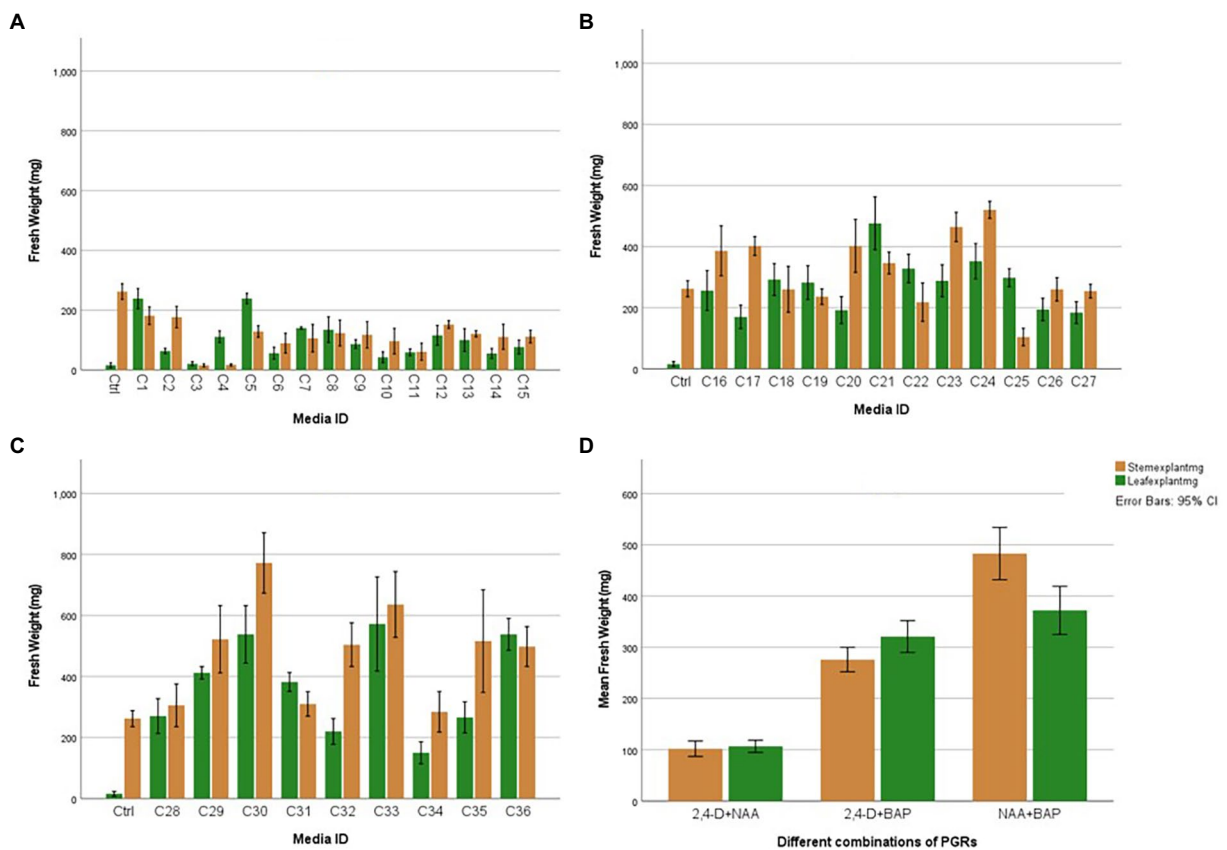 A
1,000
800
600
400
200
0
Fresh Weight (mg)
Ctrl C1 C2 C3 C4 C5 C6 C7 C8 C9 C10 C11 C12 C13 C14 C15
Media ID
B
1,000
800
600
400
200
0
Fresh Weight (mg)
Ctrl C16 C17 C18 C19 C20 C21 C22 C23 C24 C25 C26 C27
Media ID
C
1,000
800
600
400
200
0
Fresh Weight (mg)
Ctrl C28 C29 C30 C31 C32 C33 C34 C35 C36
Media ID
D
Stemexplantmg
Leafexplantmg
Error Bars: 95% CI
600
500
400
300
200
100
0
Mean Fresh Weight (mg)
2,4-D+NAA 2,4-D+BAP NAA+BAP
Different combinations of PGRs